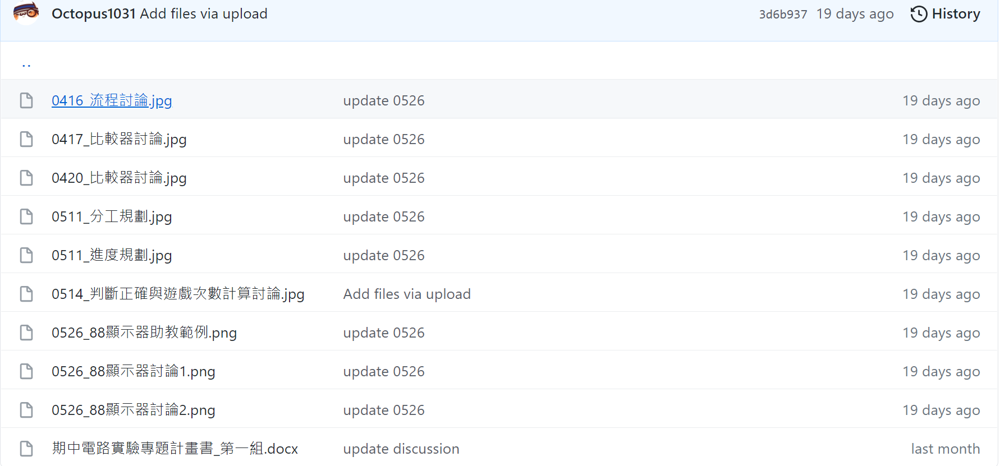 Octopus1031 Add files via upload 3d6b937 19 days ago History
..
0416_流程討論.jpg update 0526 19 days ago
0417_比較器討論.jpg update 0526 19 days ago
0420_比較器討論.jpg update 0526 19 days ago
0511_分工規劃.jpg update 0526 19 days ago
0511_進度規劃.jpg update 0526 19 days ago
0514_判斷正確與遊戲次數計算討論.jpg Add files via upload 19 days ago
0526_88顯示器助教範例.png update 0526 19 days ago
0526_88顯示器討論1.png update 0526 19 days ago
0526_88顯示器討論2.png update 0526 19 days ago
期中電路實驗專題計畫書_第一組.docx update discussion last month